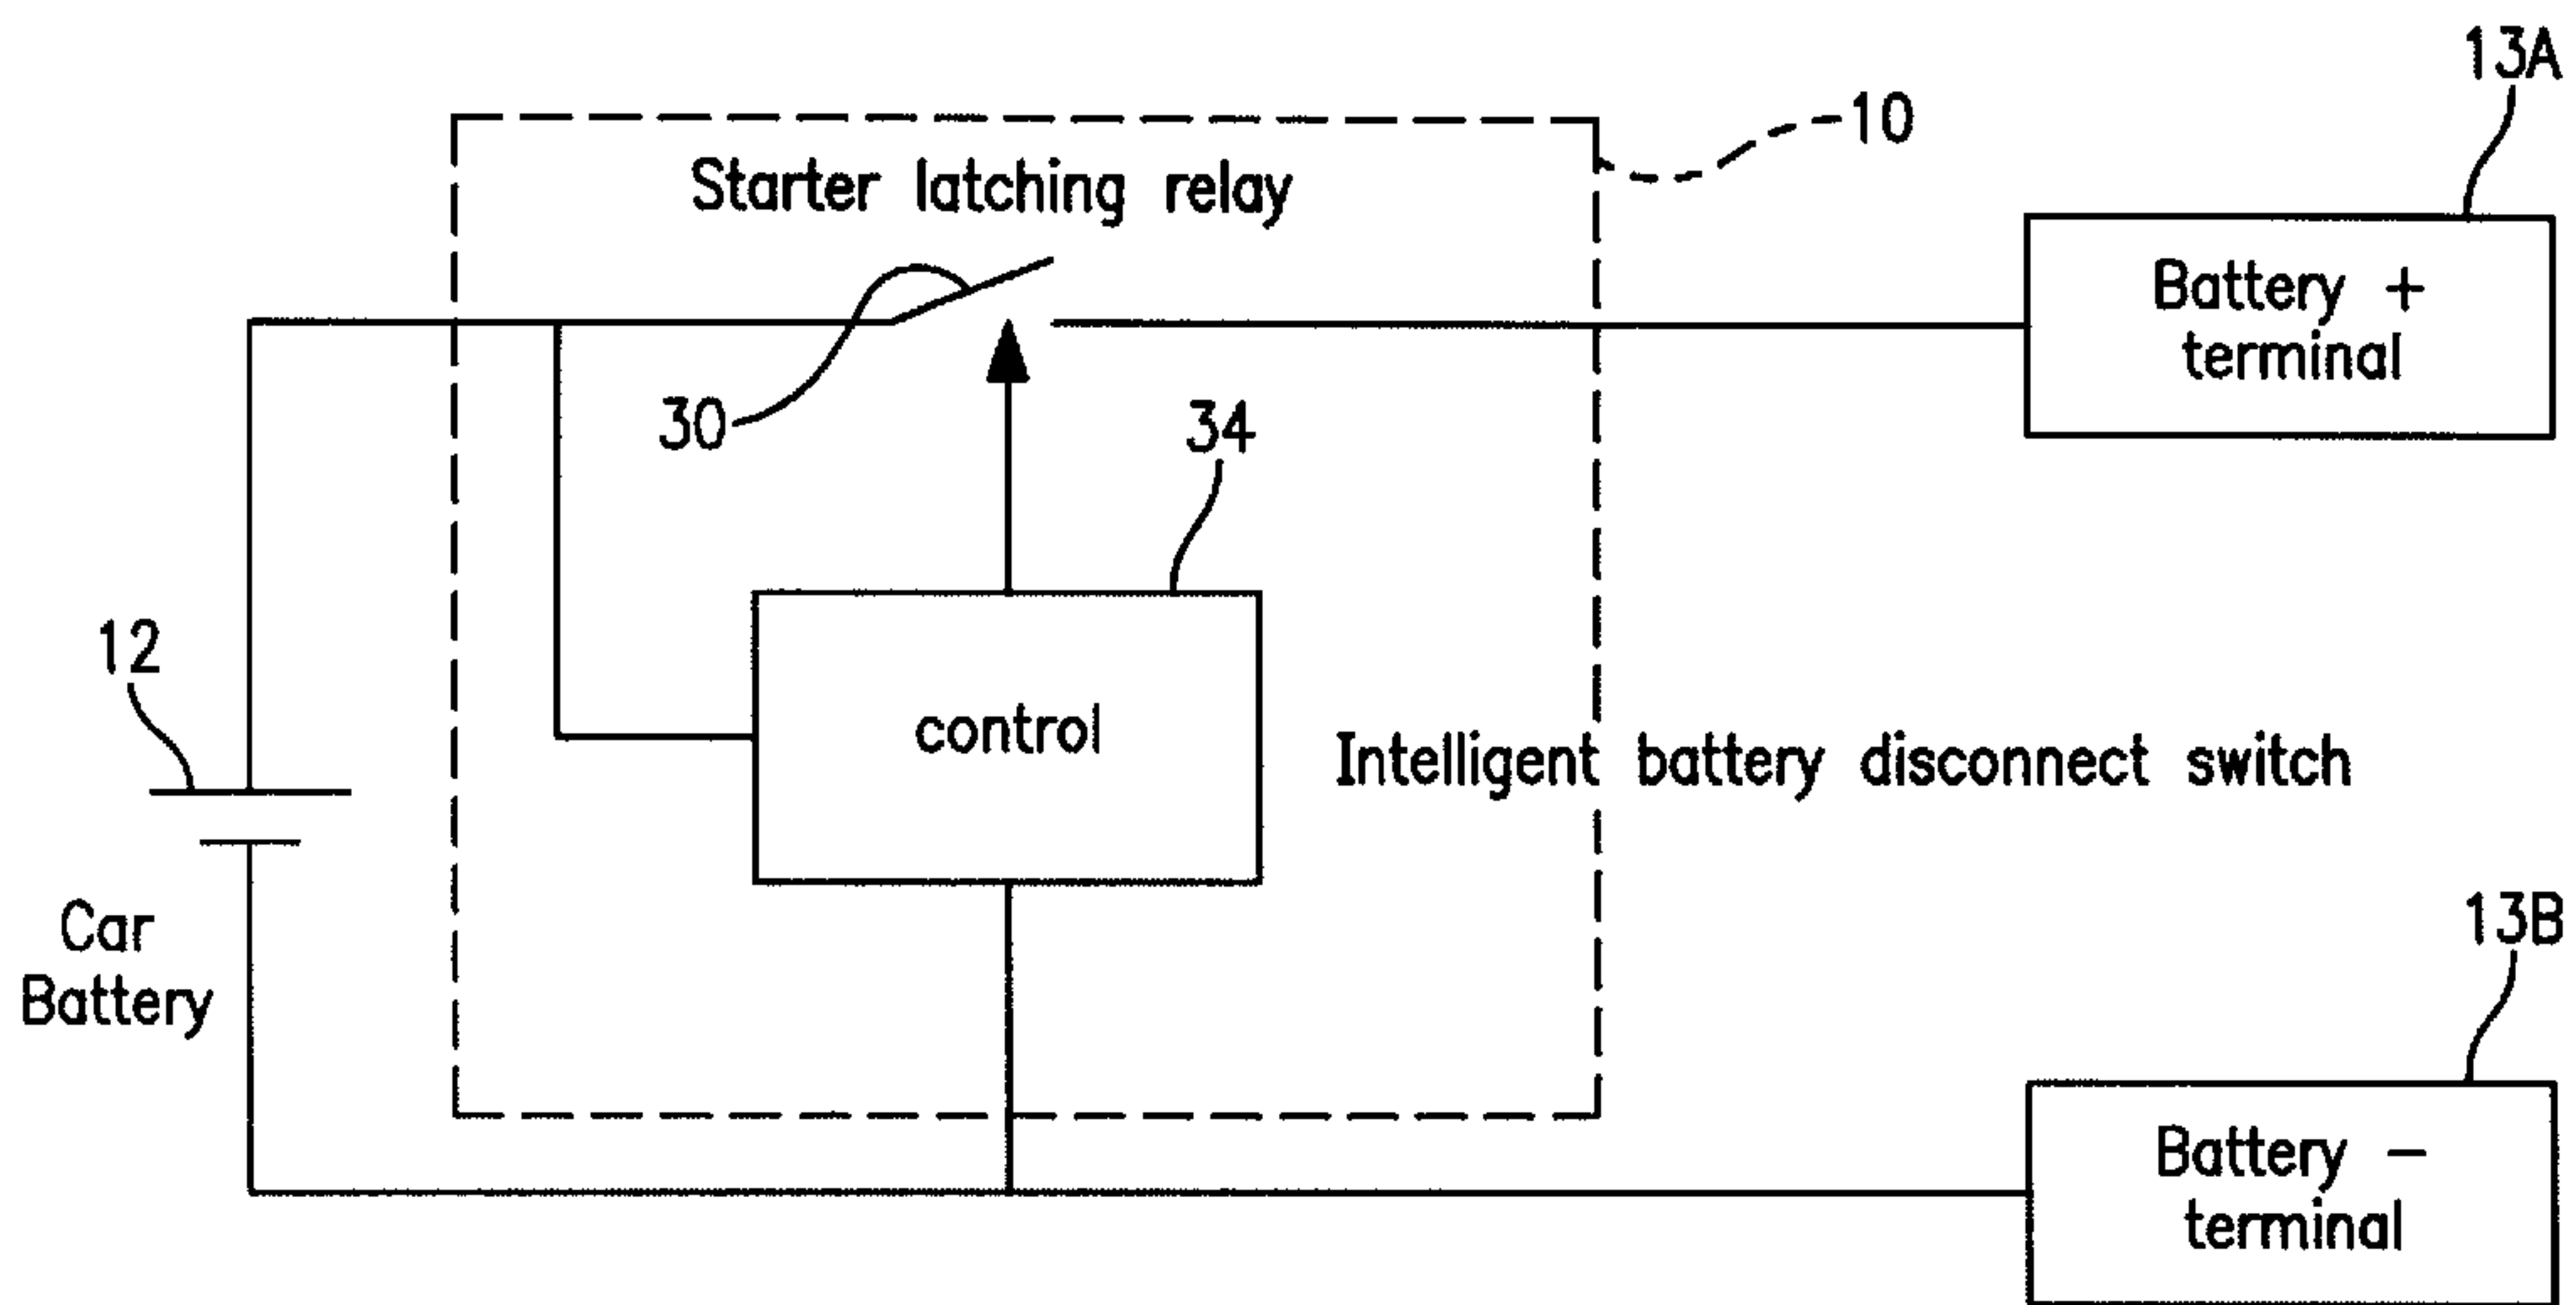 13A
10
Starter latching relay
Battery +
terminal
30
34
12
control
Intelligent battery disconnect switch
Car
Battery
13B
Battery −
terminal